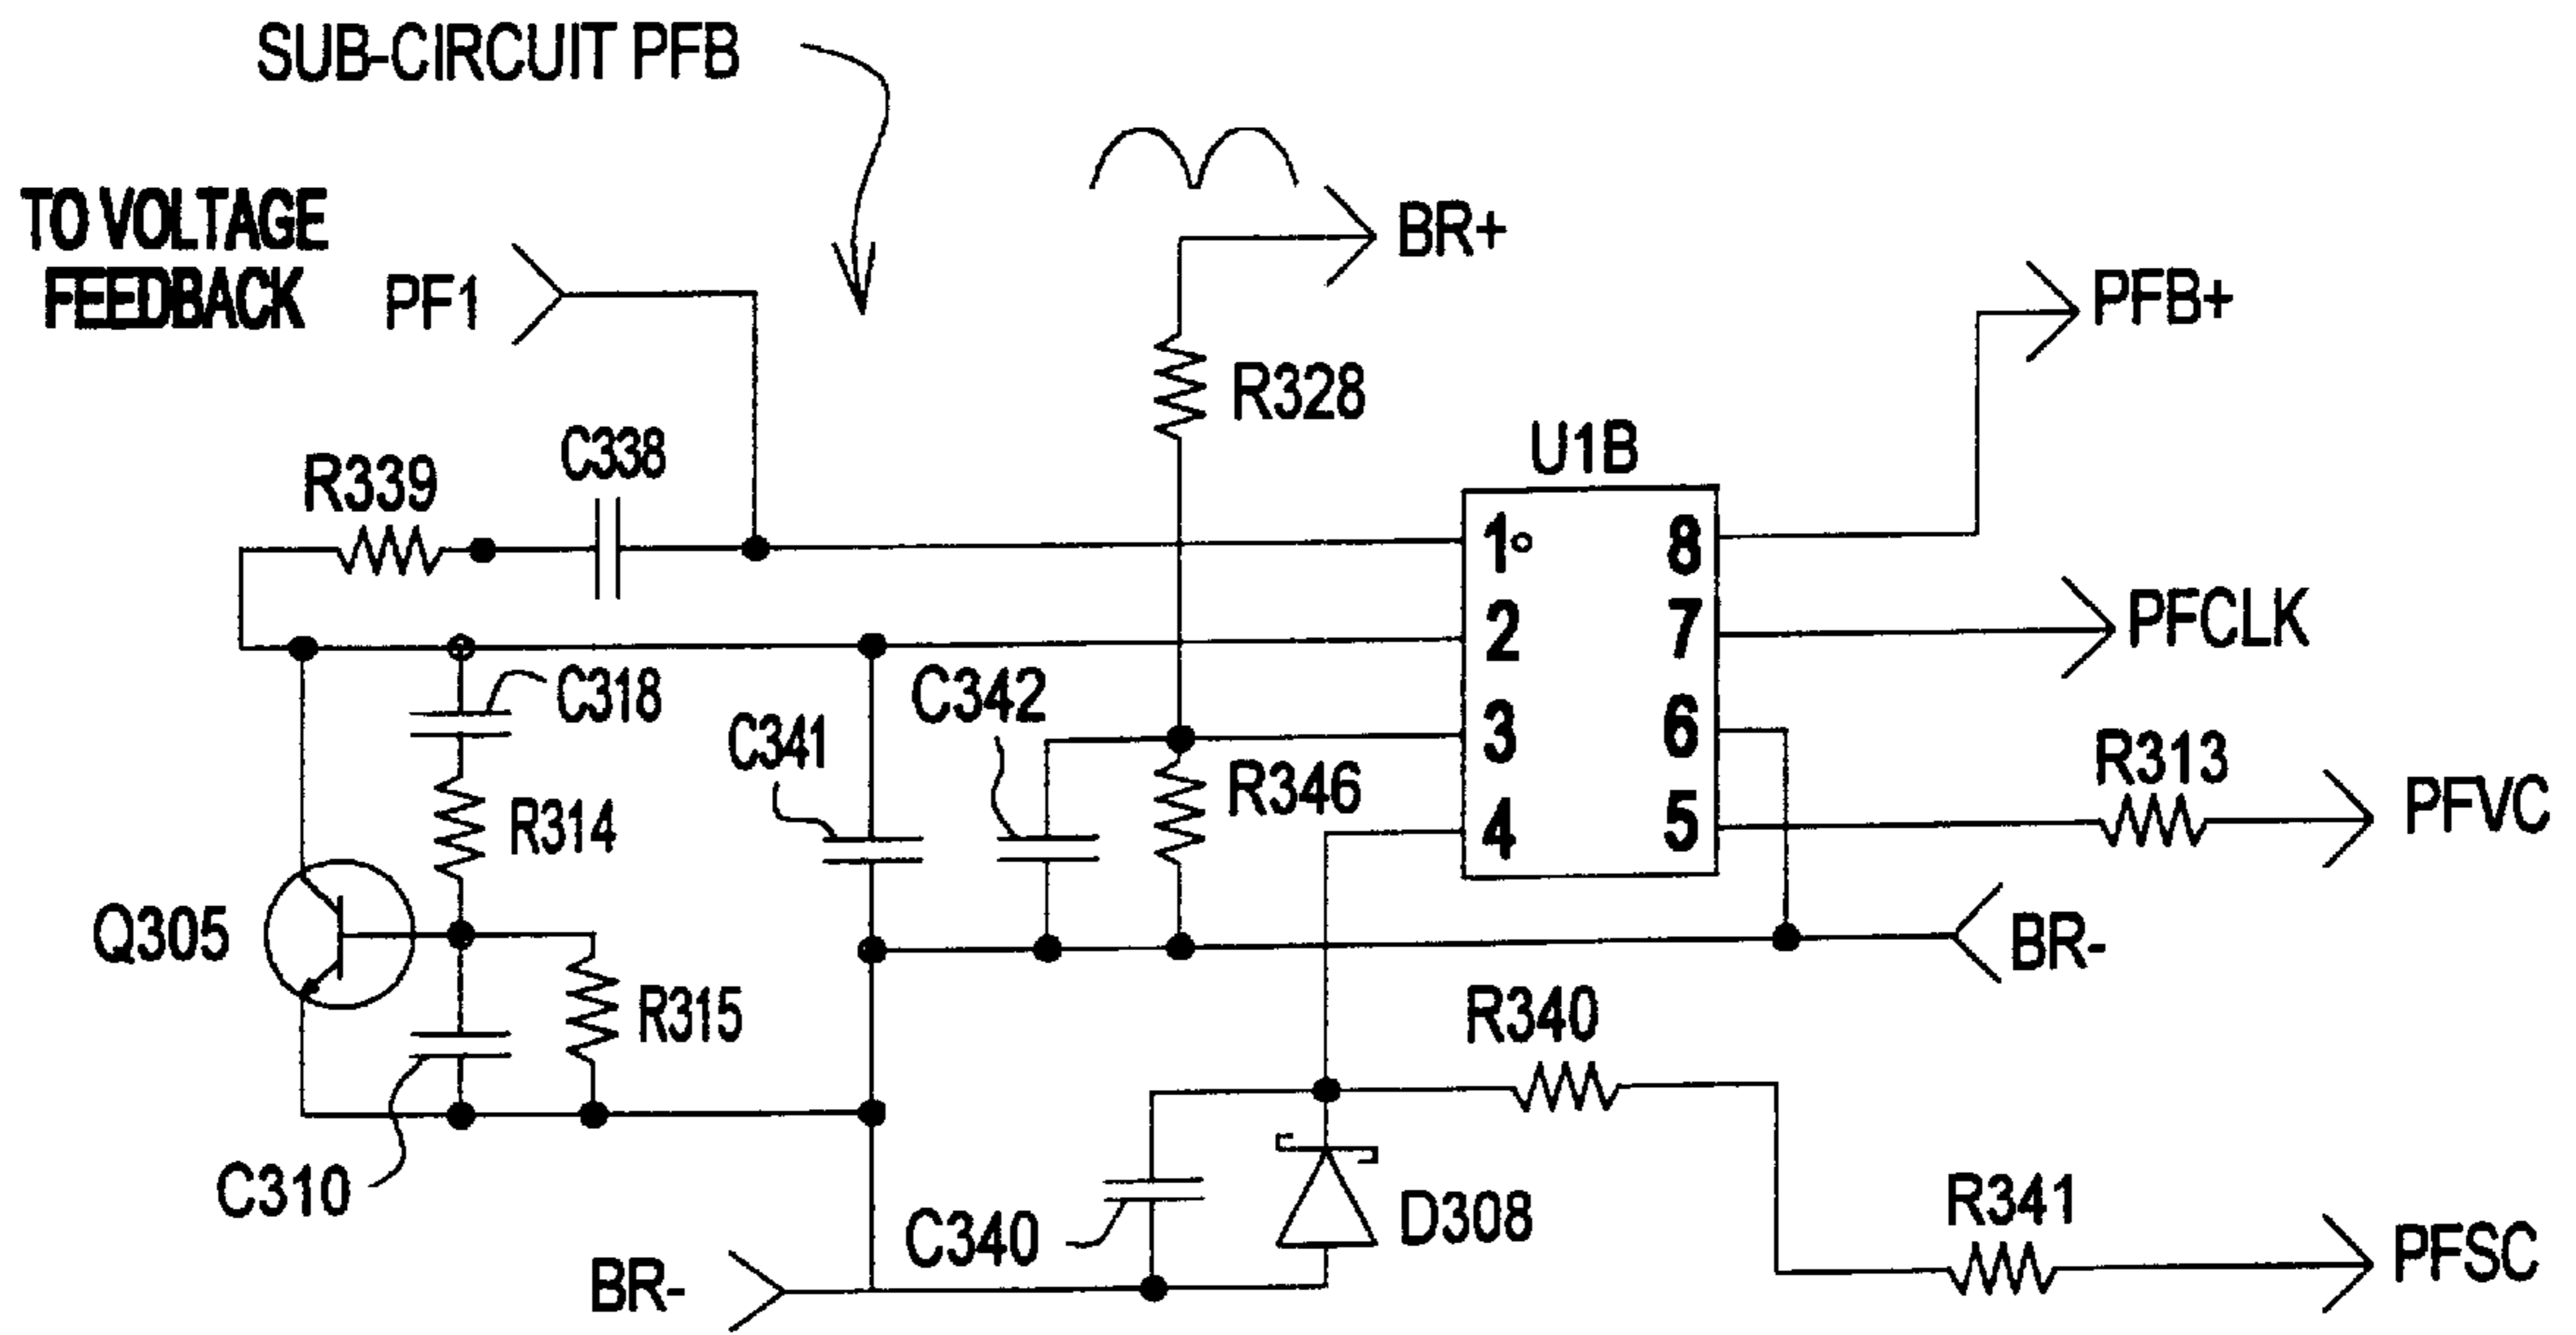 SUB-CIRCUIT PFB
TO VOLTAGE
FEEDBACK
PF1
BR+
PFB+
R328
U1B
C338
R339
1
8
PFCLK
2
7
C318
C342
C341
3
6
R313
PFVC
R346
R314
4
5
Q305
BR-
R315
R340
C310
R341
C340
D308
PFSC
BR-